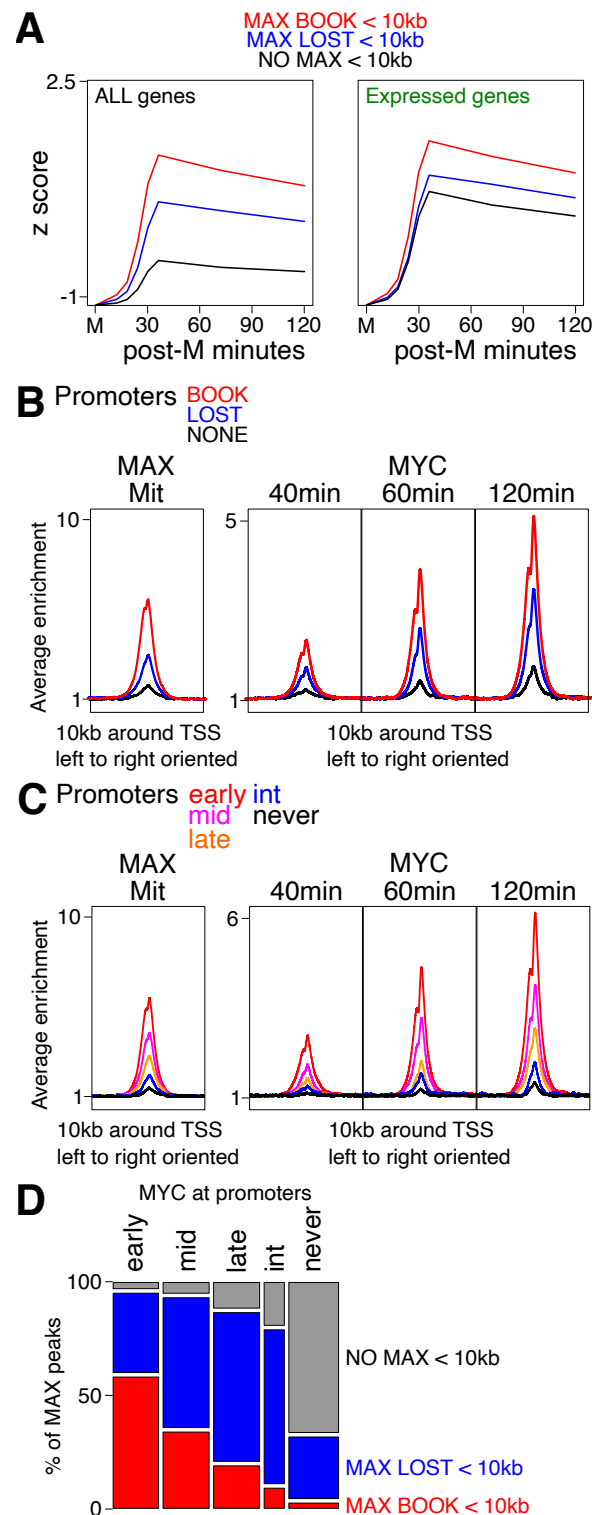 A
MAX BOOK < 10kb
MAX LOST < 10kb
NO MAX < 10kb
2.5
ALL genes
Expressed genes
z score
-1
M 30 60 90 120
M 30 60 90 120
post-M minutes
post-M minutes
B
Promoters BOOK
LOST
NONE
MAX
Mit
MYC
40min 60min 120min
10
5
Average enrichment
1
1
10kb around TSS
left to right oriented
10kb around TSS
left to right oriented
C
Promoters early int
mid never
late
MAX
Mit
MYC
40min 60min 120min
10
6
Average enrichment
1
1
10kb around TSS
left to right oriented
10kb around TSS
left to right oriented
D
MYC at promoters
early mid late int never
100
% of MAX peaks
50
0
NO MAX < 10kb
MAX LOST < 10kb
MAX BOOK < 10kb